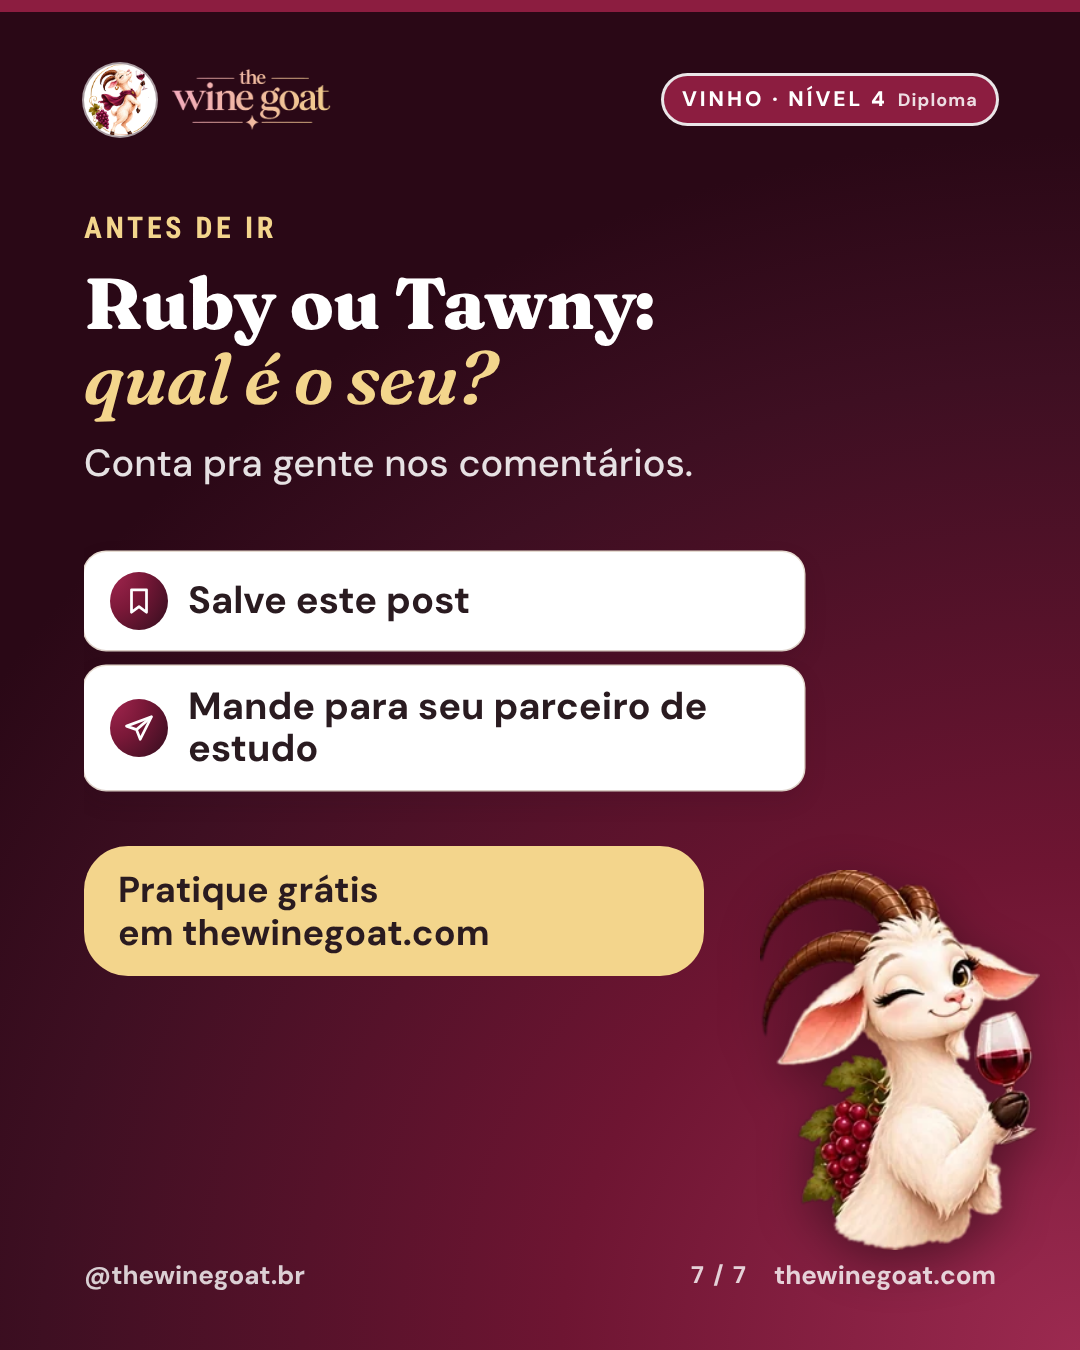 the
wine goat
VINHO · NÍVEL 4 Diploma
ANTES DE IR
Ruby ou Tawny:
qual é o seu?
Conta pra gente nos comentários.
Salve este post
Mande para seu parceiro de
estudo
Pratique grátis
em thewinegoat.com
@thewinegoat.br
7 / 7
thewinegoat.com